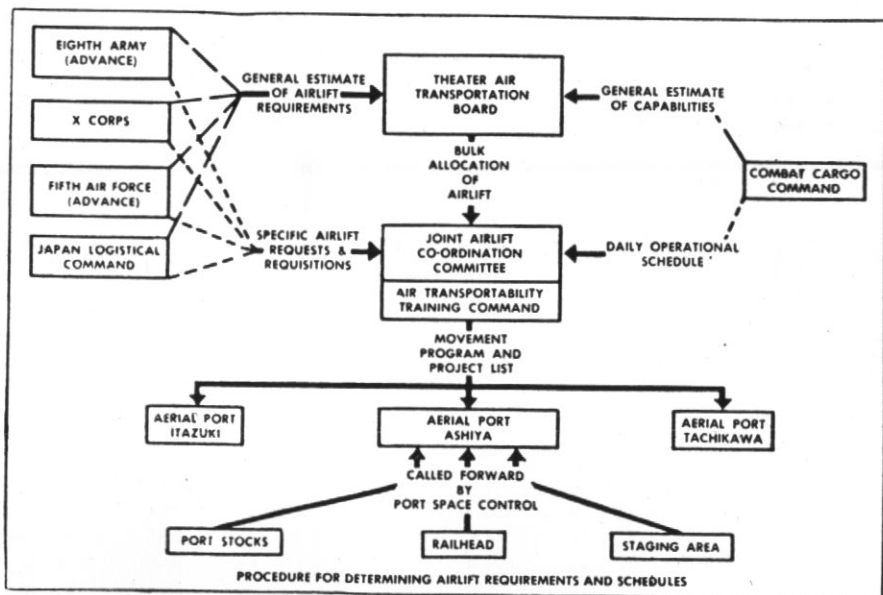 EIGHTH ARMY
(ADVANCE)
X CORPS
FIFTH AIR FORCE
(ADVANCE)
JAPAN LOGISTICAL
COMMAND
GENERAL ESTIMATE
OF AIRLIFT
REQUIREMENTS
THEATER AIR
TRANSPORTATION
BOARD
GENERAL ESTIMATE
OF CAPABILITIES
BULK
ALLOCATION
OF
AIRLIFT
COMBAT CARGO
COMMAND
SPECIFIC AIRLIFT
REQUESTS &
REQUISITIONS
JOINT AIRLIFT
CO-ORDINATION
COMMITTEE
AIR TRANSPORTABILITY
TRAINING COMMAND
DAILY OPERATIONAL
SCHEDULE
MOVEMENT
PROGRAM AND
PROJECT LIST
AERIAL PORT
ITAZUKI
AERIAL PORT
ASHIYA
AERIAL PORT
TACHIKAWA
CALLED FORWARD
BY
PORT SPACE CONTROL
PORT STOCKS
RAILHEAD
STAGING AREA
PROCEDURE FOR DETERMINING AIRLIFT REQUIREMENTS AND SCHEDULES